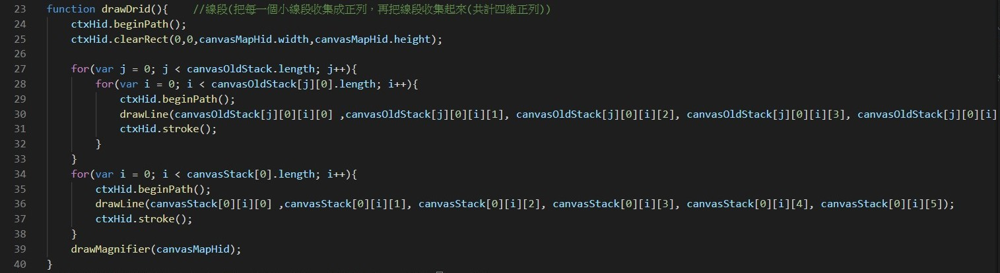 23 function drawDrid(){ //線段(把每一個小線段收集成正列，再把線段收集起來(共計四維正列))
24 ctxHid.beginPath();
25 ctxHid.clearRect(0,0,canvasMapHid.width,canvasMapHid.height);
26
27 for(var j = 0; j < canvasOldStack.length; j++){
28 for(var i = 0; i < canvasOldStack[j][0].length; i++){
29 ctxHid.beginPath();
30 drawLine(canvasOldStack[j][0][i][0] ,canvasOldStack[j][0][i][1], canvasOldStack[j][0][i][2], canvasOldStack[j][0][i][3], canvasOldStack[j][0][i]
31 ctxHid.stroke();
32 }
33 }
34 for(var i = 0; i < canvasStack[0].length; i++){
35 ctxHid.beginPath();
36 drawLine(canvasStack[0][i][0] ,canvasStack[0][i][1], canvasStack[0][i][2], canvasStack[0][i][3], canvasStack[0][i][4], canvasStack[0][i][5]);
37 ctxHid.stroke();
38 }
39 drawMagnifier(canvasMapHid);
40 }